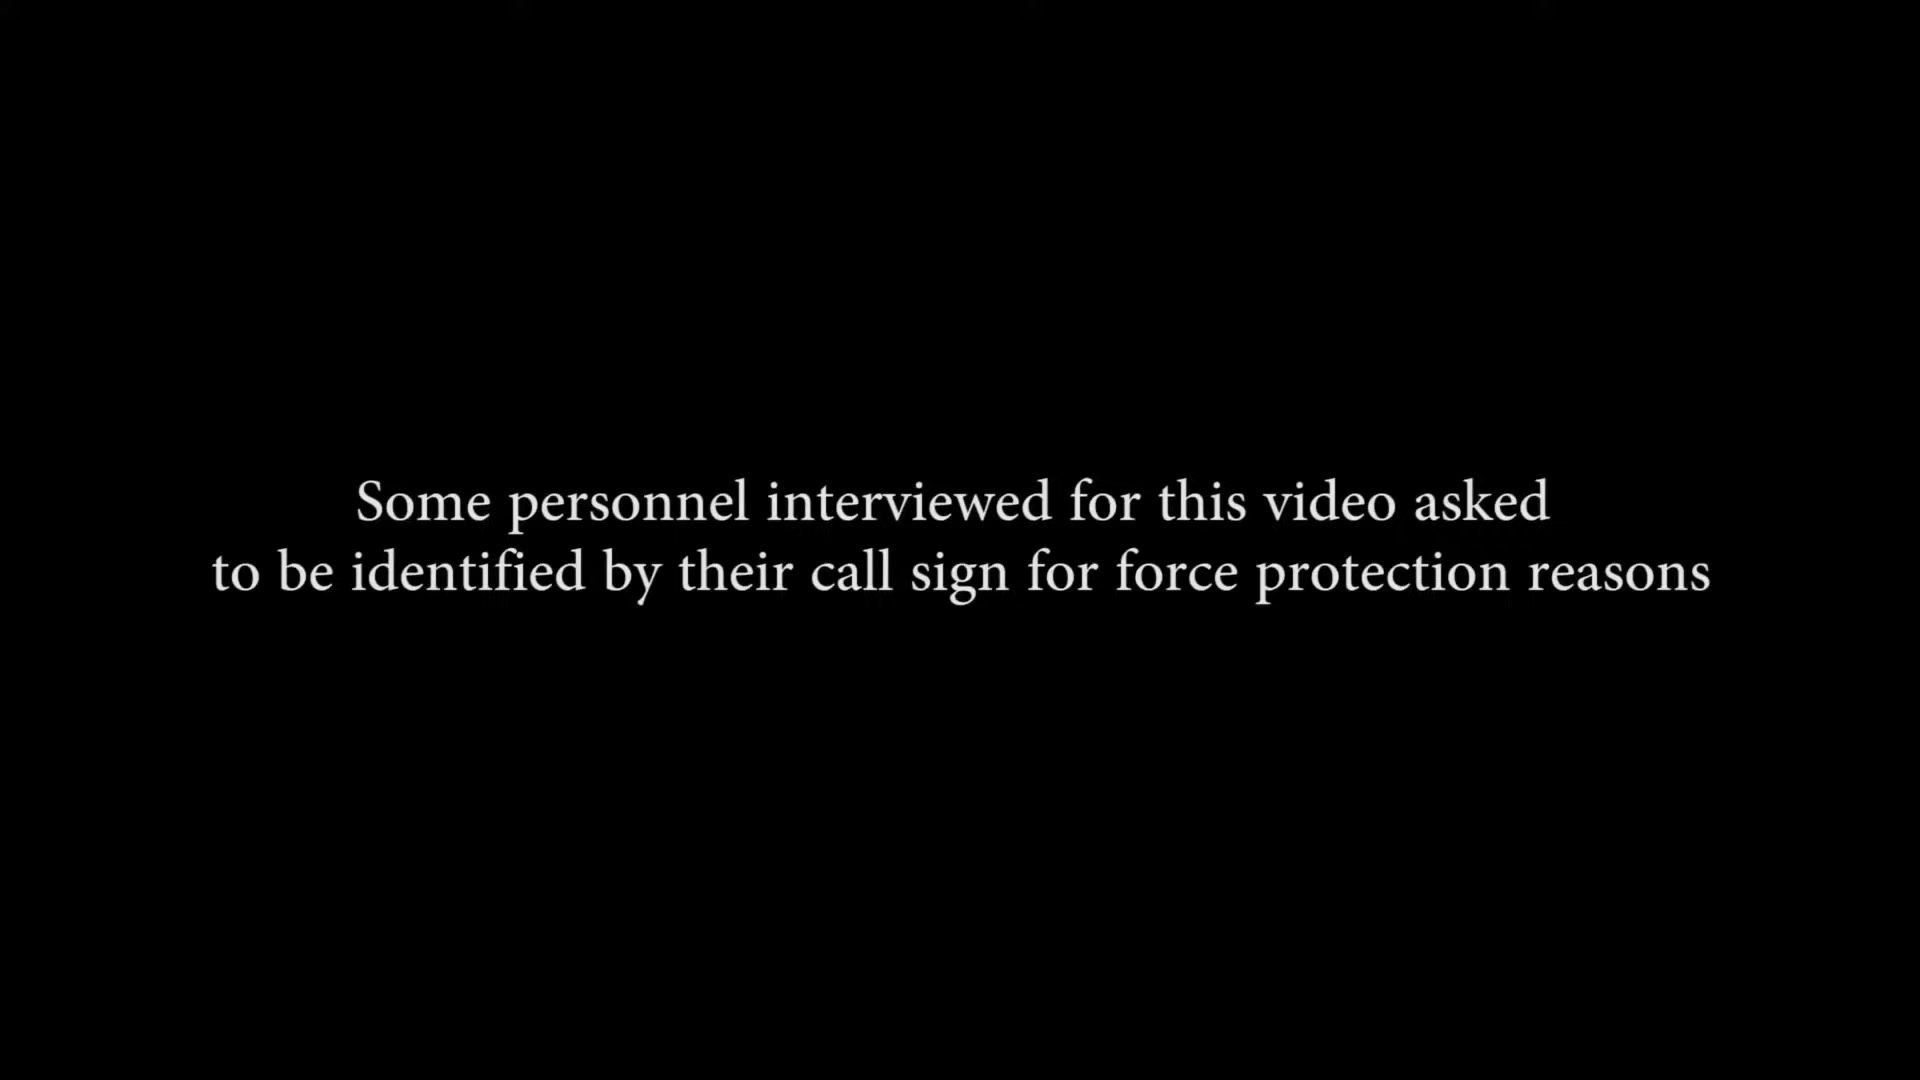 Some personnel interviewed for this video asked
to be identified by their call sign for force protection reasons